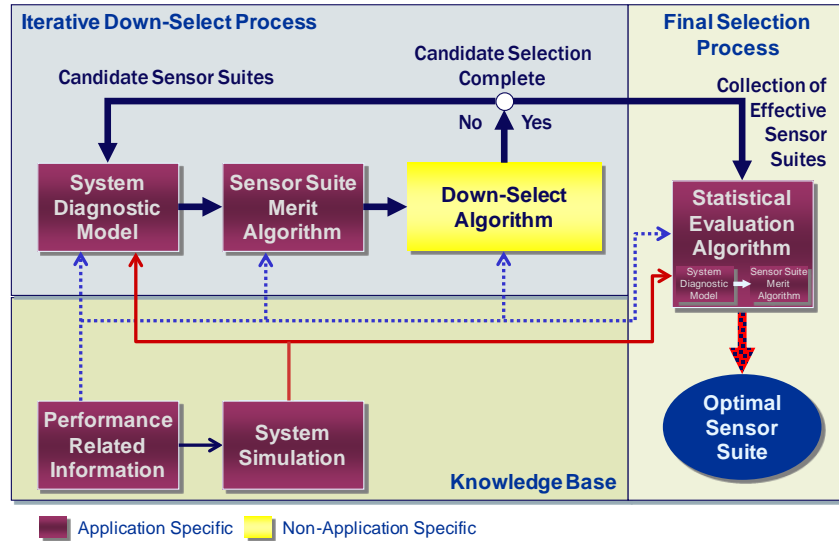 Iterative Down-Select Process
Final Selection
Process
Candidate Sensor Suites
Candidate Selection
Complete
No
Yes
Collection of
Effective
Sensor
Suites
System
Diagnostic
Model
Sensor Suite
Merit
Algorithm
Down-Select
Algorithm
Statistical
Evaluation
Algorithm
System
Diagnostic
Model
Sensor Suite
Merit
Algorithm
Performance
Related
Information
System
Simulation
Optimal
Sensor
Suite
Knowledge Base
Application Specific
Non-Application Specific